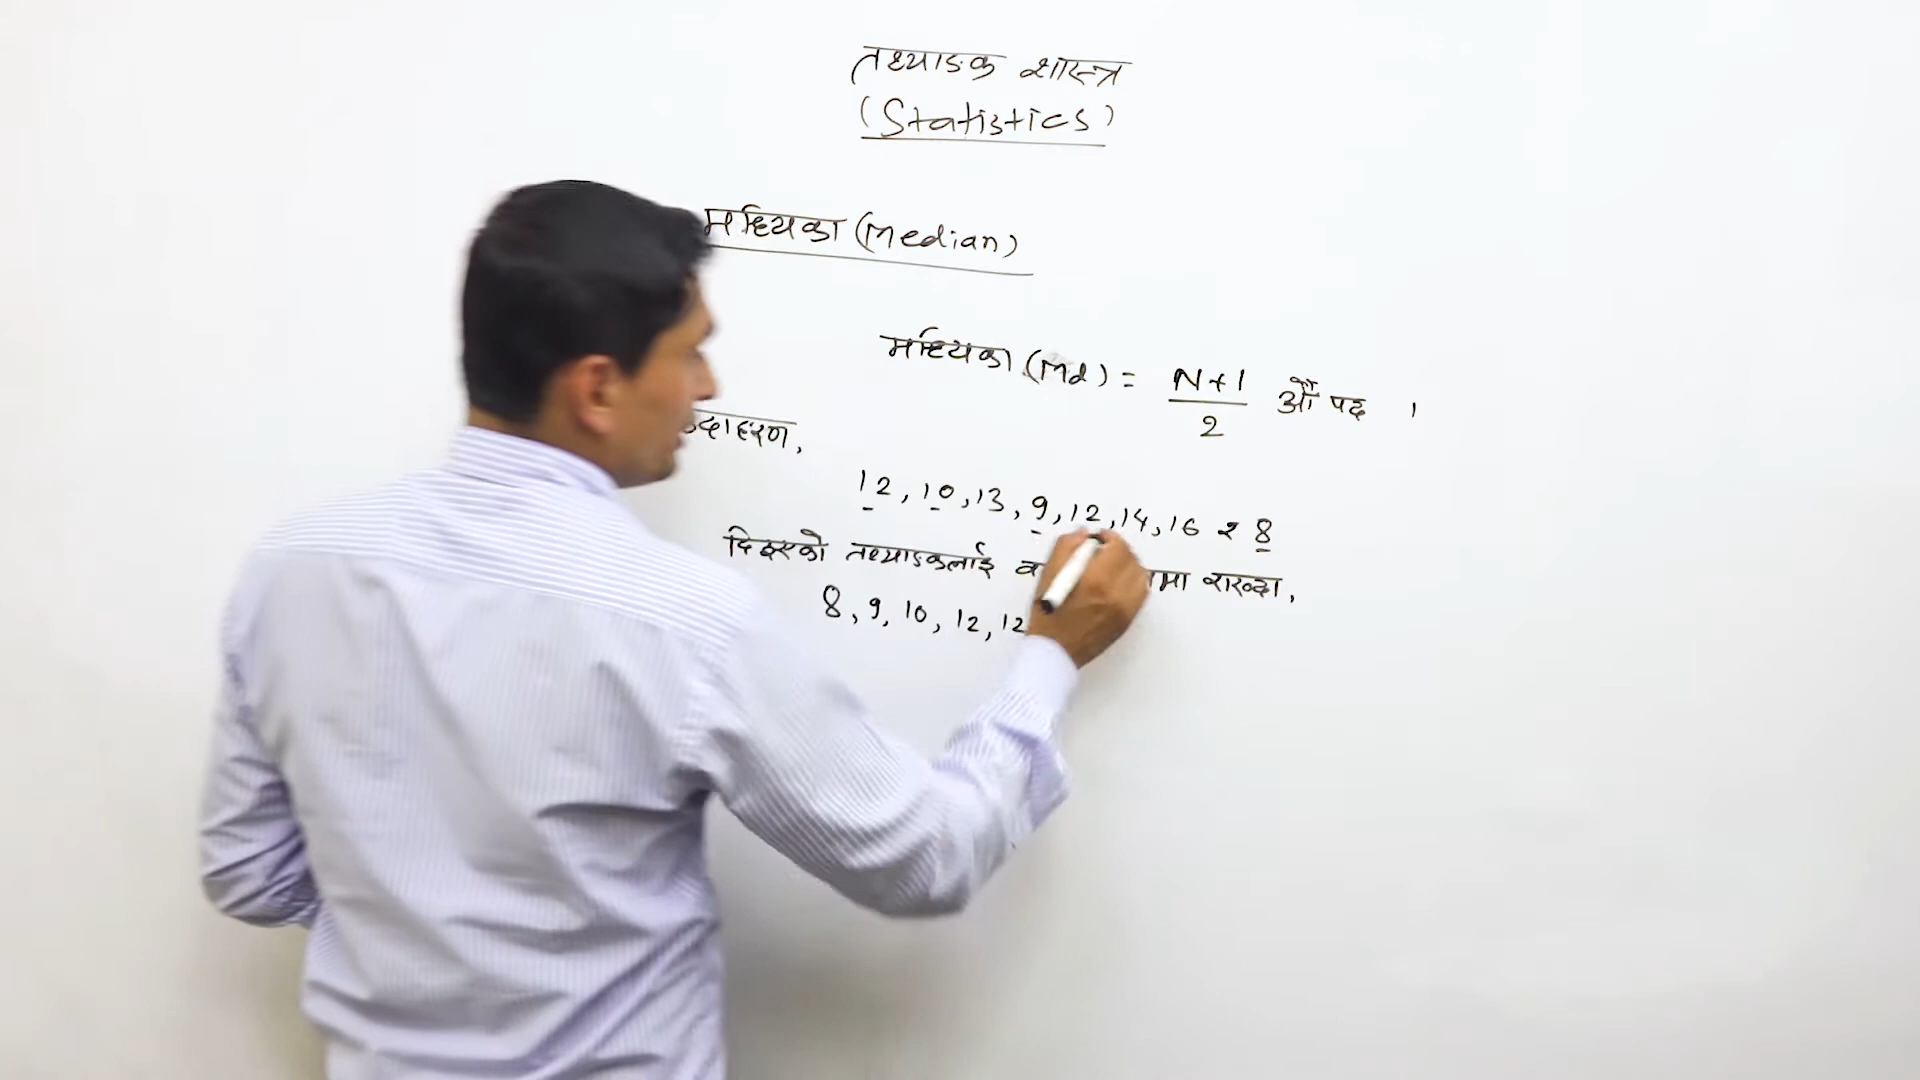 तथ्याङ्क शास्त्र
(Statistics)
मध्यिका (Median)
मध्यिका (Md) = N+1/2 औँ पद ।
उदाहरण,
12, 10, 13, 9, 12, 14, 16 र 8
दिइएको तथ्याङ्कलाई राख्दा,
8, 9, 10, 12, 12